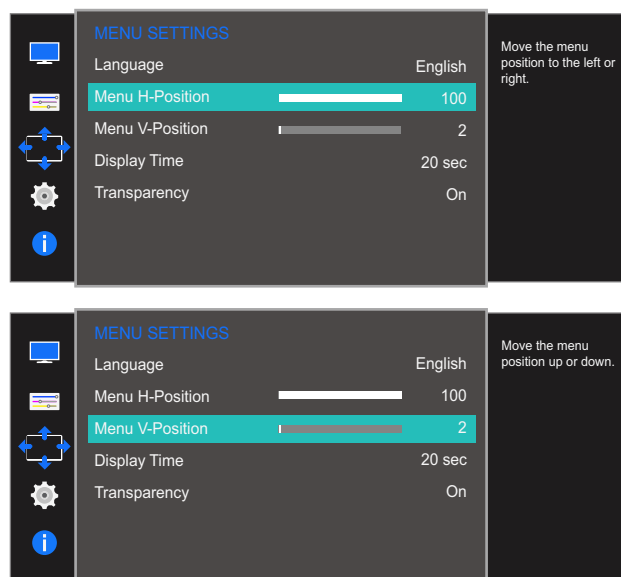 MENU SETTINGS
Language English
Menu H-Position 100
Menu V-Position 2
Display Time 20 sec
Transparency On
Move the menu
position to the left or
right.
MENU SETTINGS
Language English
Menu H-Position 100
Menu V-Position 2
Display Time 20 sec
Transparency On
Move the menu
position up or down.